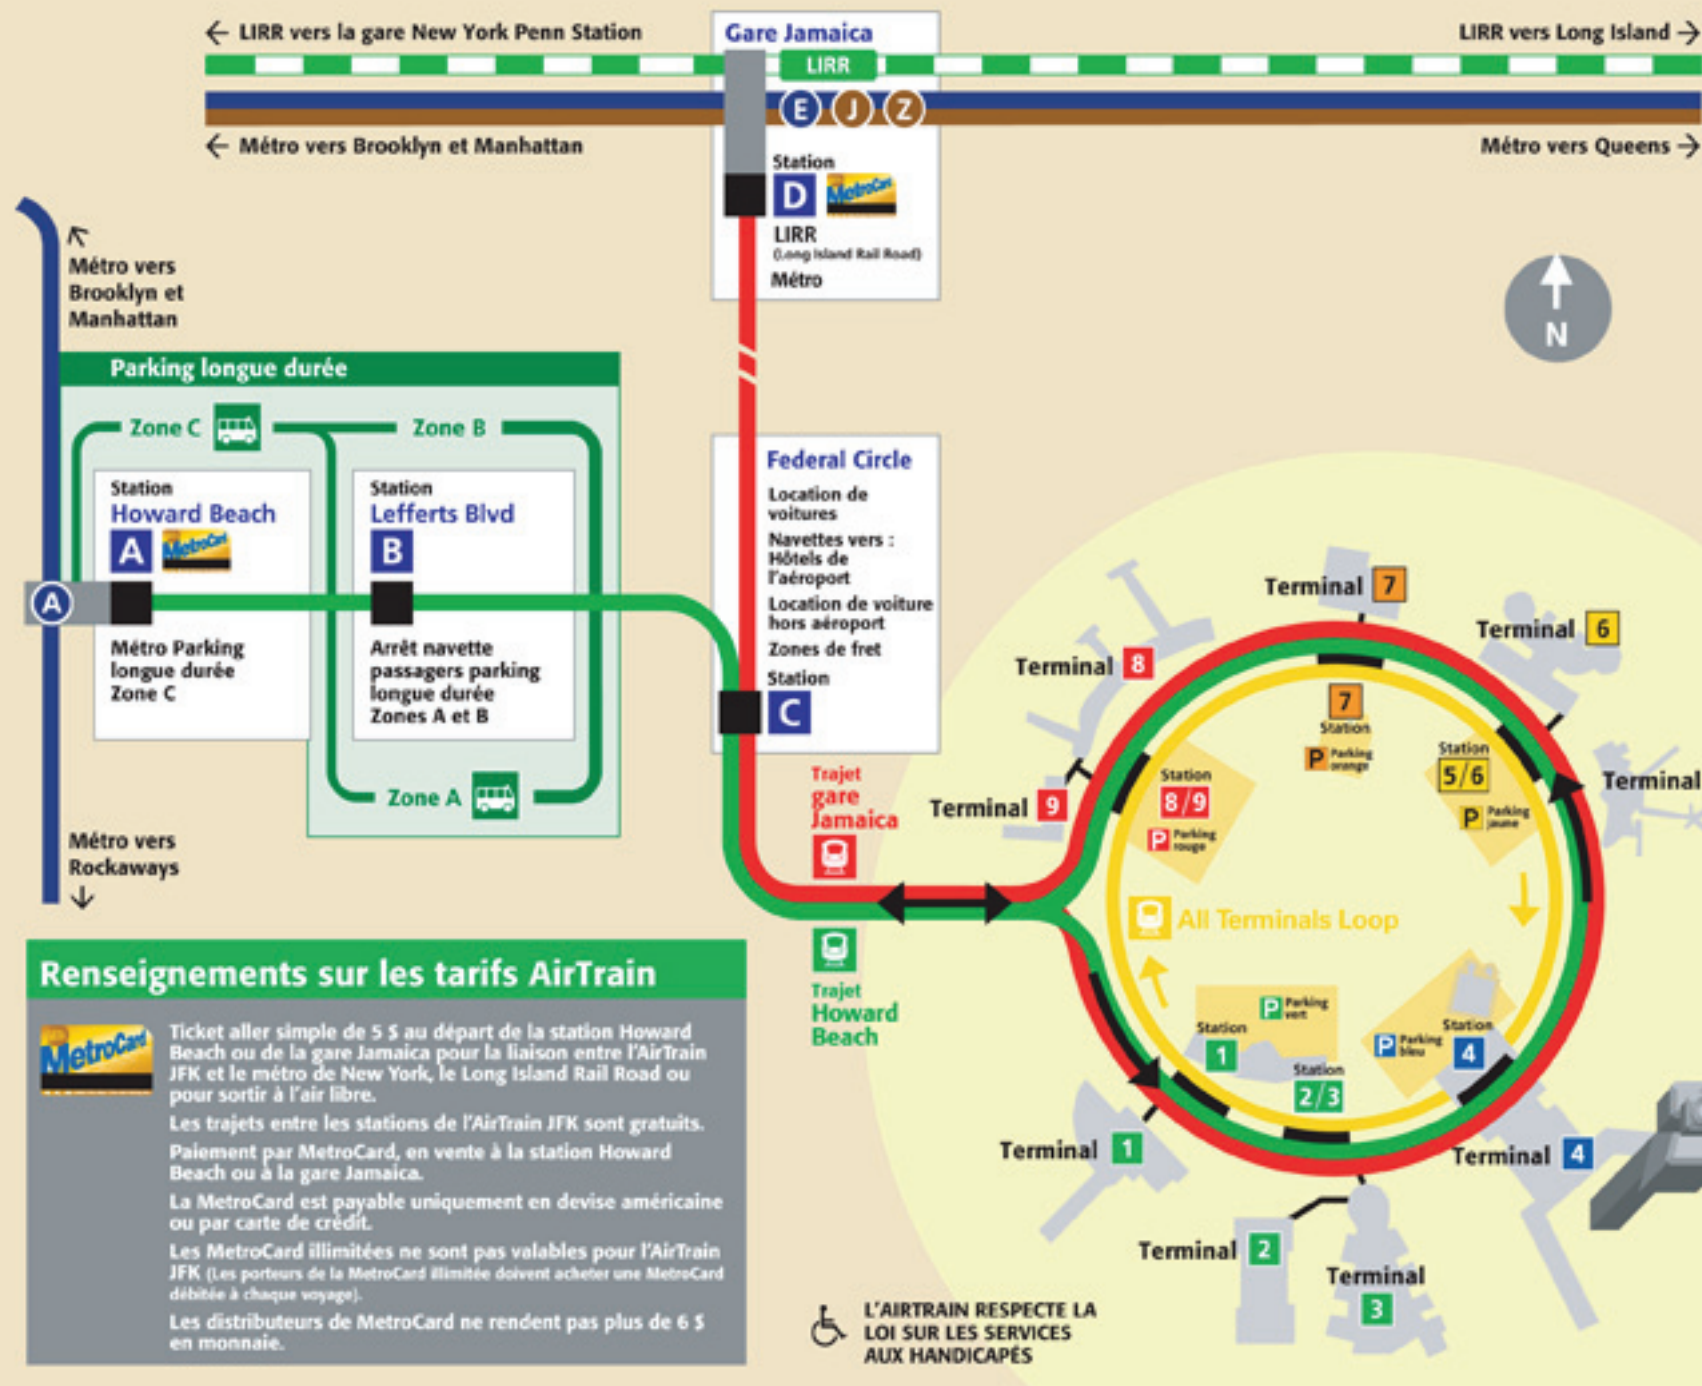 ← LIRR vers la gare New York Penn Station
Gare Jamaica
LIRR vers Long Island →
LIRR
E J Z
← Métro vers Brooklyn et Manhattan
Métro vers Queens →
Station
D MetroCard
LIRR
(Long Island Rail Road)
Métro
N
Métro vers
Brooklyn et
Manhattan
Parking longue durée
Zone C
Zone B
Station
Howard Beach
A MetroCard
A
Métro Parking
longue durée
Zone C
Station
Lefferts Blvd
B
Arrêt navette
passagers parking
longue durée
Zones A et B
Zone A
Métro vers
Rockaways
Federal Circle
Location de
voitures
Navettes vers :
Hôtels de
l'aéroport
Location de voiture
hors aéroport
Zones de fret
Station
C
Trajet
gare
Jamaica
Trajet
Howard
Beach
Terminal 7
Terminal 6
Terminal 8
Terminal
Terminal 9
7
Station
P Parking
orange
Station
5/6
P Parking
jaune
Station
8/9
P Parking
rouge
All Terminals Loop
P Parking
vert
Station
1
Station
2/3
P Parking
bleu
Station
4
Terminal 1
Terminal 4
Terminal 2
Terminal
3
Renseignements sur les tarifs AirTrain
MetroCard
Ticket aller simple de 5 $ au départ de la station Howard
Beach ou de la gare Jamaica pour la liaison entre l'AirTrain
JFK et le métro de New York, le Long Island Rail Road ou
pour sortir à l'air libre.
Les trajets entre les stations de l'AirTrain JFK sont gratuits.
Paiement par MetroCard, en vente à la station Howard
Beach ou à la gare Jamaica.
La MetroCard est payable uniquement en devise américaine
ou par carte de crédit.
Les MetroCard illimitées ne sont pas valables pour l'AirTrain
JFK (Les porteurs de la MetroCard illimitée doivent acheter une MetroCard
débitée à chaque voyage).
Les distributeurs de MetroCard ne rendent pas plus de 6 $
en monnaie.
L'AIRTRAIN RESPECTE LA
LOI SUR LES SERVICES
AUX HANDICAPÉS